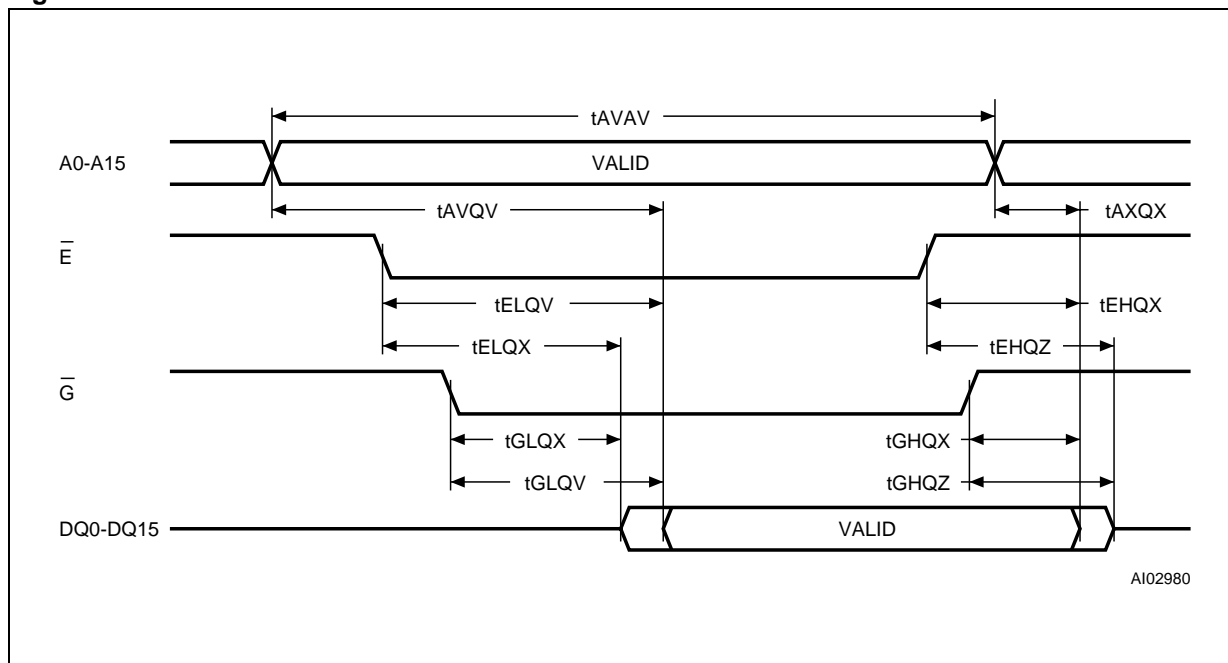 tAVAV
A0-A15 VALID
tAVQV tAXQX
E
tELQV tEHQX
tELQX tEHQZ
G
tGLQX tGHQX
tGLQV tGHQZ
DQ0-DQ15 VALID
AI02980